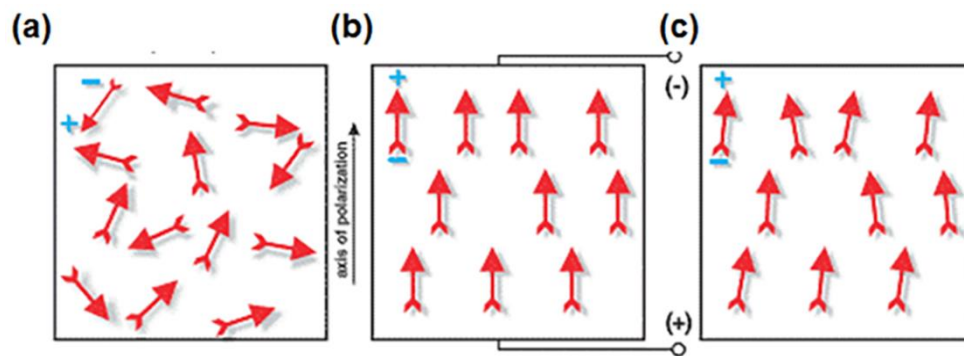 (a)
(b)
(c)
−
+
axis of polarization
+
−
(-)
(+)
+
−